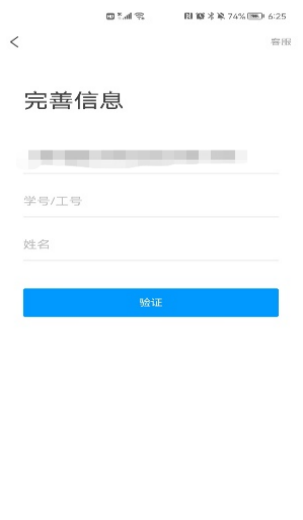 74% 6:25
客服
完善信息
学号/工号
姓名
验证